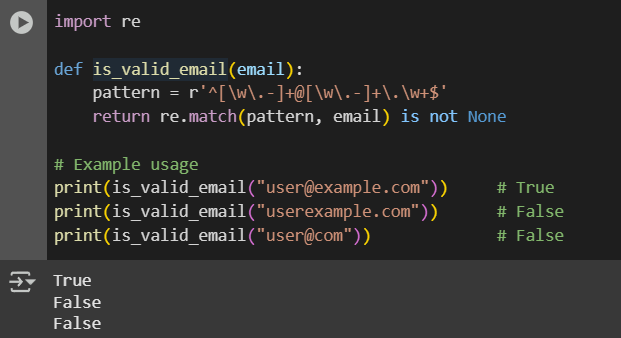 import re

def is_valid_email(email):
    pattern = r'^[\w\.-]+@[\w\.-]+\.\w+$'
    return re.match(pattern, email) is not None

# Example usage
print(is_valid_email("user@example.com"))     # True
print(is_valid_email("userexample.com"))      # False
print(is_valid_email("user@com"))             # False
True
False
False